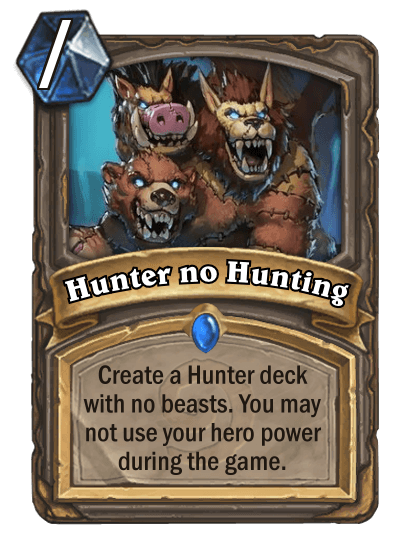 /
Hunter no Hunting
Create a Hunter deck
with no beasts. You may
not use your hero power
during the game.